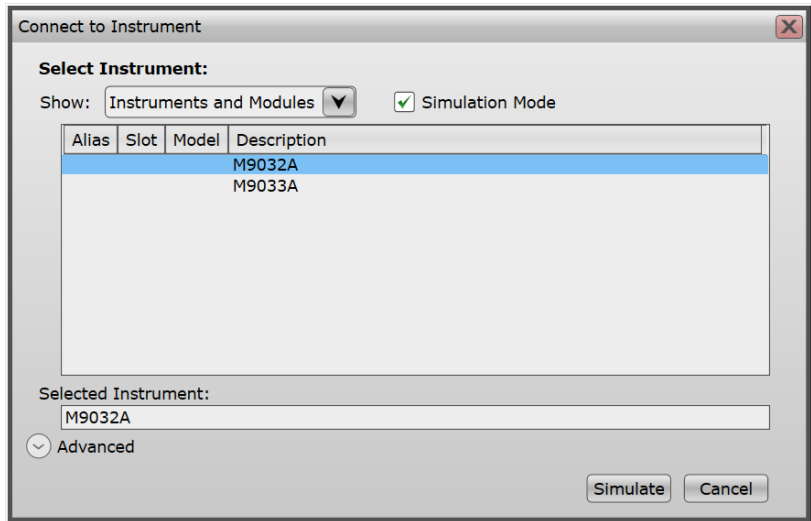 Connect to Instrument
Select Instrument:
Show: Instruments and Modules Simulation Mode
Alias Slot Model Description
M9032A
M9033A
Selected Instrument:
M9032A
Advanced
Simulate Cancel